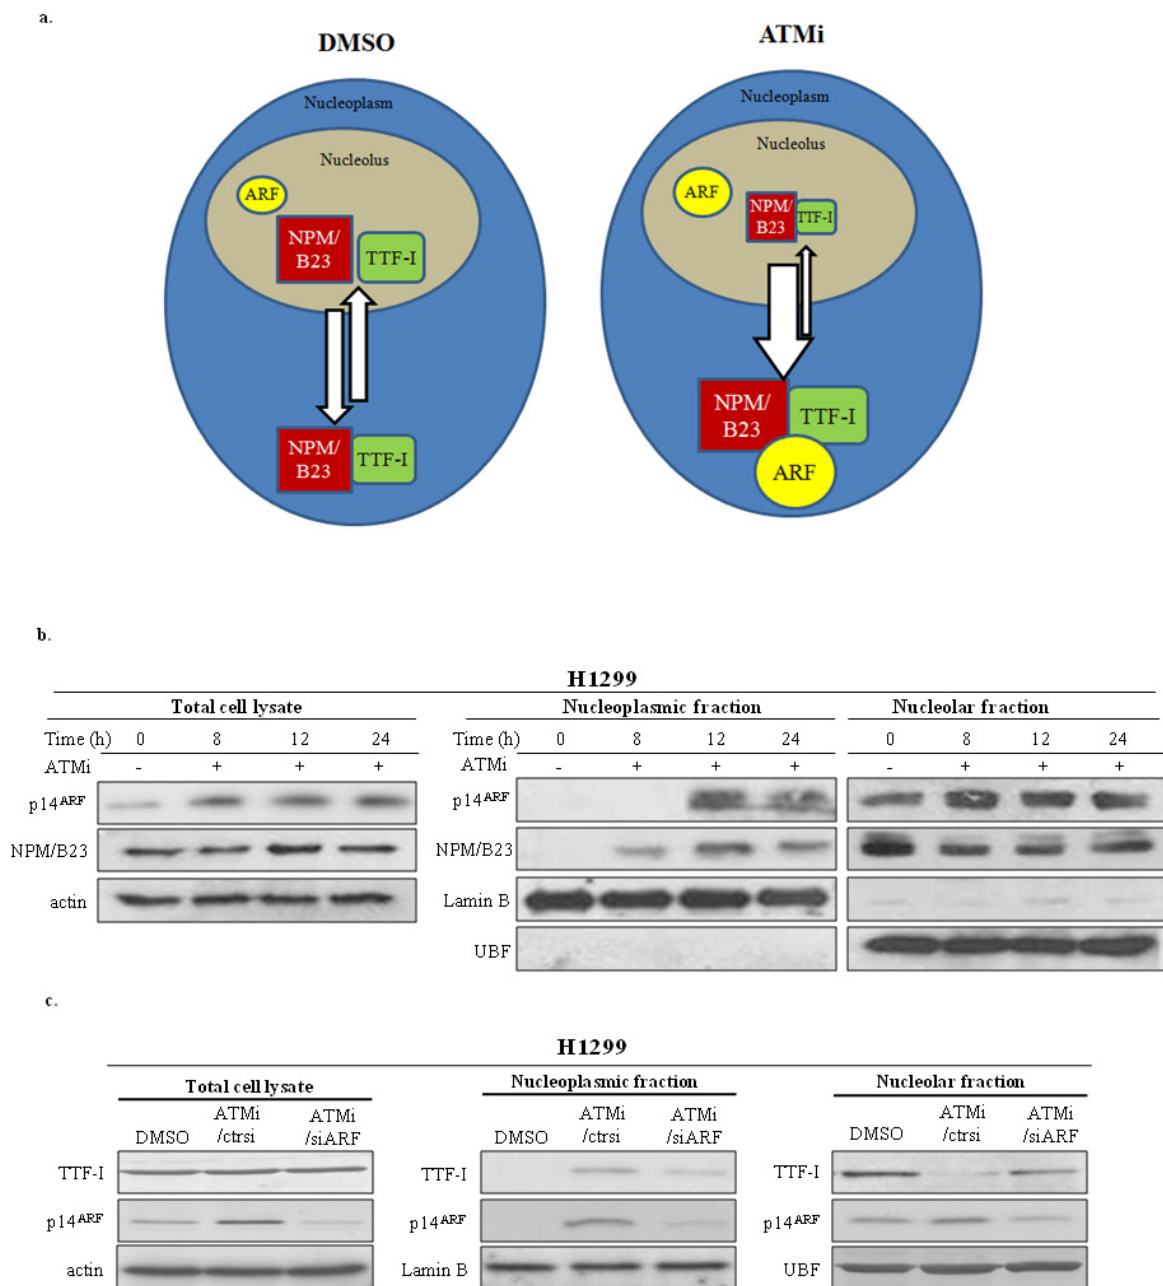 a.
DMSO
ATMi
Nucleoplasm
Nucleolus
ARF
NPM/
B23
TTF-I
NPM/
B23
TTF-I
Nucleoplasm
Nucleolus
ARF
NPM/
B23
TTF-I
NPM/
B23
TTF-I
ARF
b.
H1299
Total cell lysate
Time (h) 0 8 12 24
ATMi - + + +
p14ARF
NPM/B23
actin
Nucleoplasmic fraction
Nucleolar fraction
Time (h) 0 8 12 24 0 8 12 24
ATMi - + + + - + + +
p14ARF
NPM/B23
Lamin B
UBF
c.
H1299
Total cell lysate
DMSO ATMi /ctrsi ATMi /siARF
TTF-I
p14ARF
actin
Nucleoplasmic fraction
DMSO ATMi /ctrsi ATMi /siARF
TTF-I
p14ARF
Lamin B
Nucleolar fraction
DMSO ATMi /ctrsi ATMi /siARF
TTF-I
p14ARF
UBF